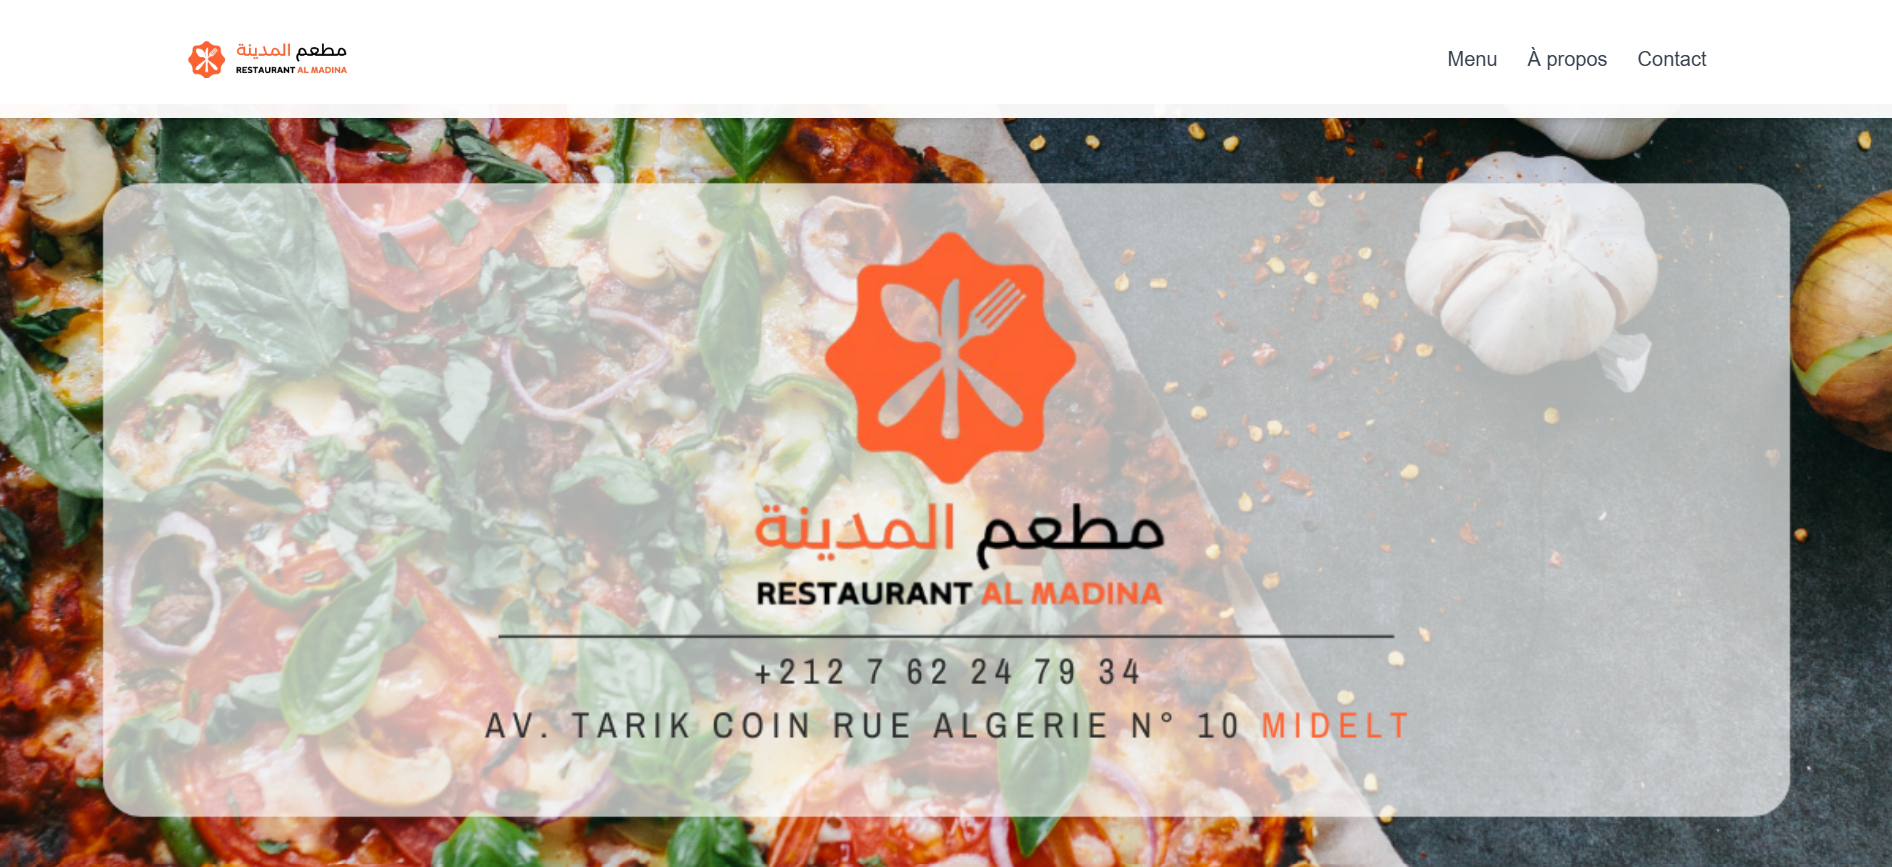 مطعم المدينة
RESTAURANT AL MADINA
Menu
À propos
Contact
مطعم المدينة
RESTAURANT AL MADINA
+212 7 62 24 79 34
AV. TARIK COIN RUE ALGERIE N° 10 MIDELT